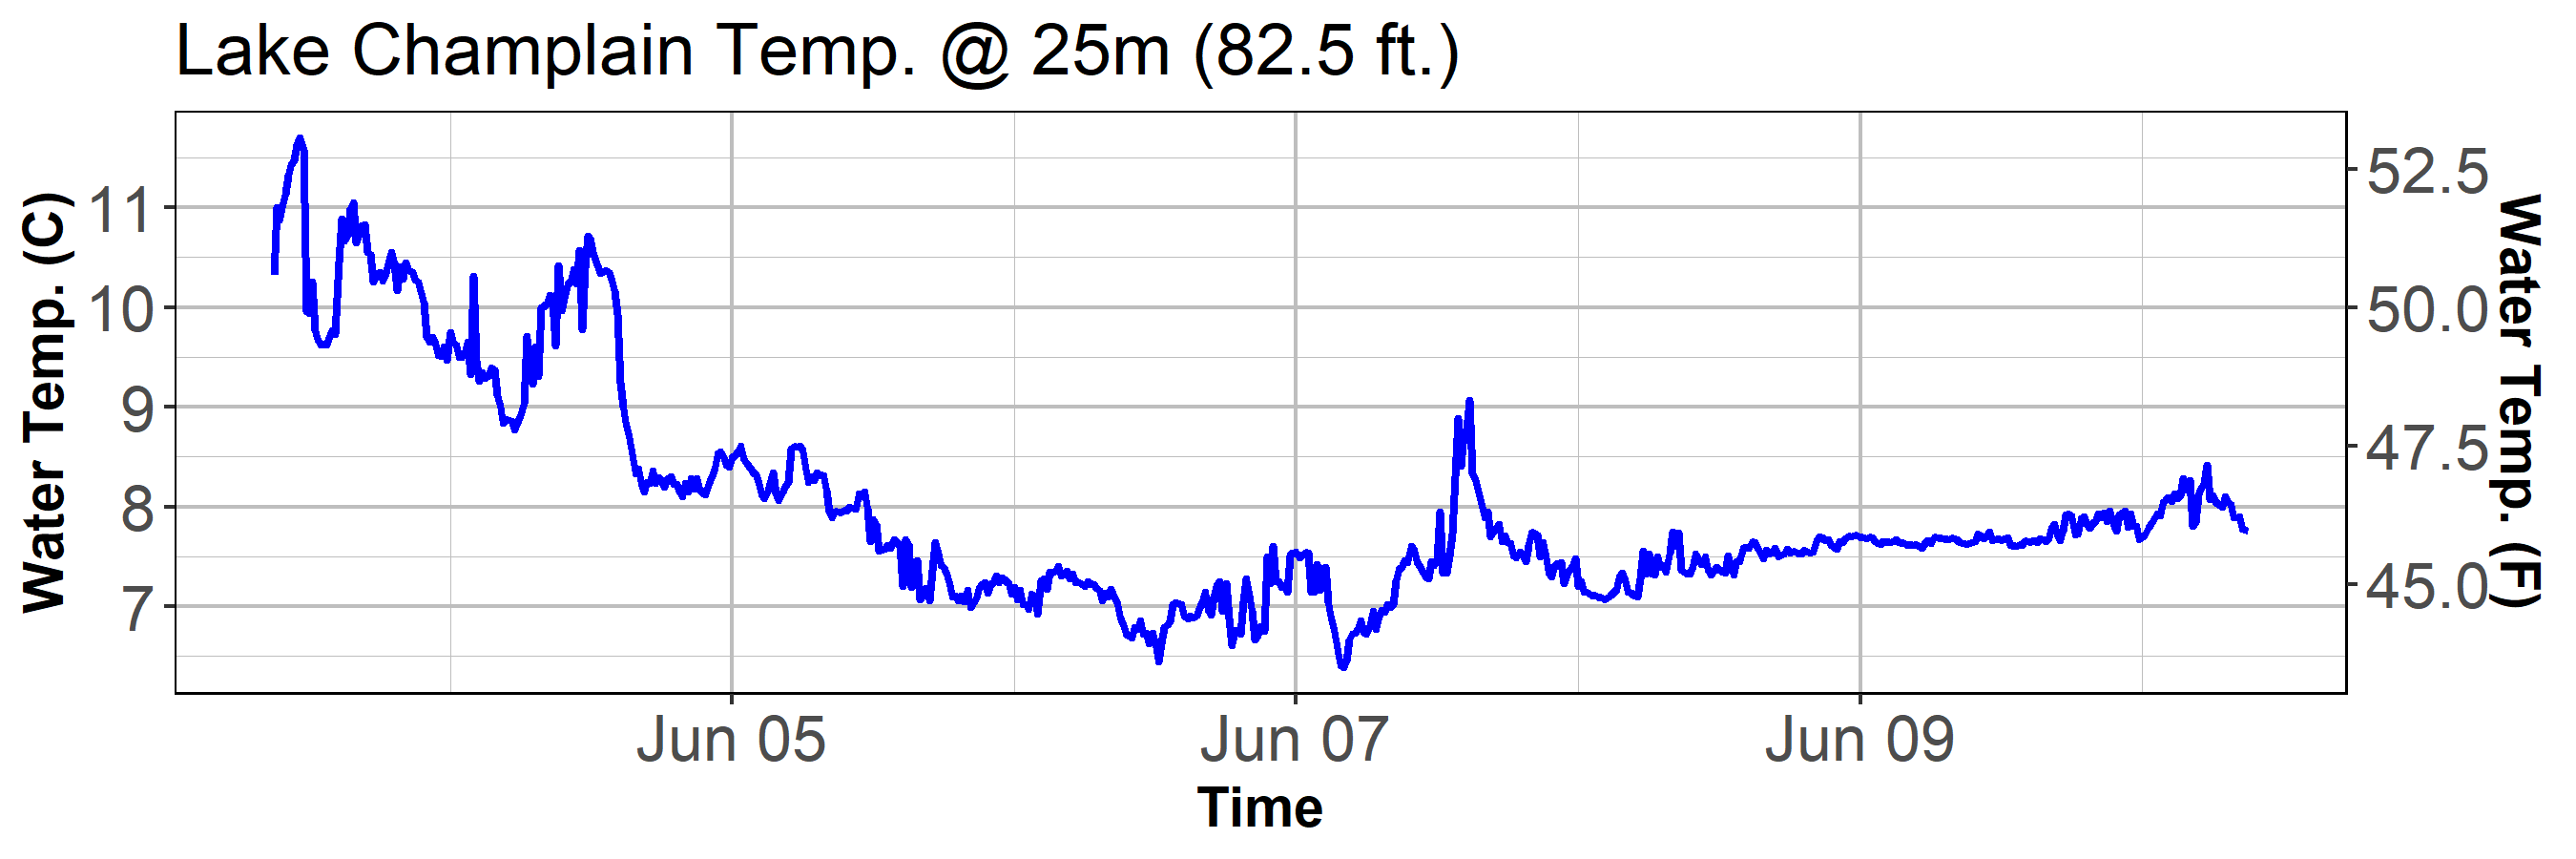 Lake Champlain Temp. @ 25m (82.5 ft.)
Water Temp. (C)
11
10
9
8
7
52.5
50.0
47.5
45.0
Water Temp. (F)
Jun 05
Jun 07
Jun 09
Time